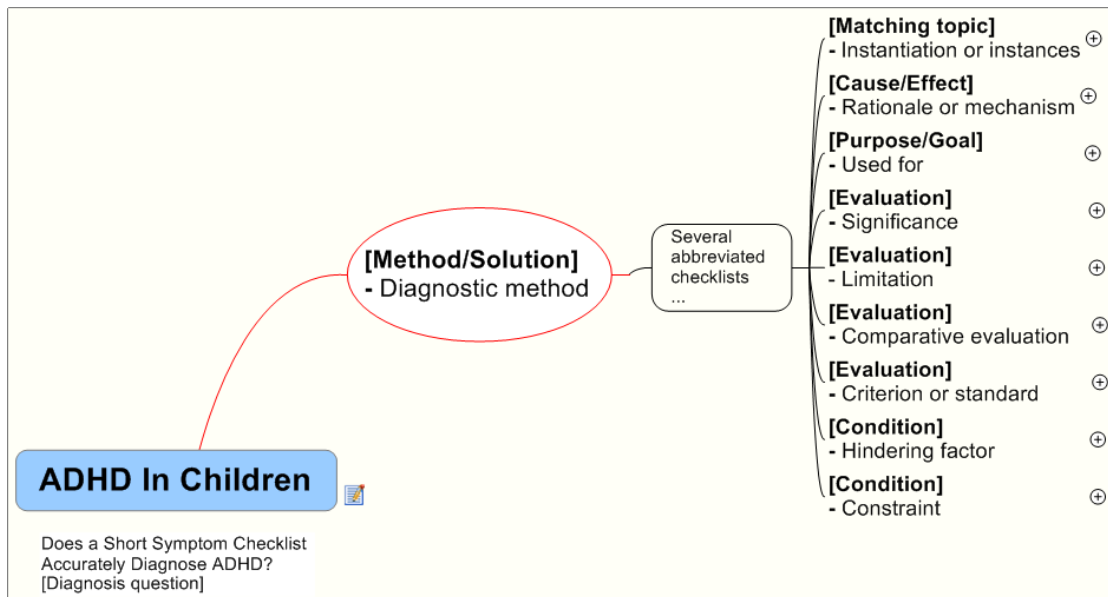 [Matching topic]
- Instantiation or instances
[Cause/Effect]
- Rationale or mechanism
[Purpose/Goal]
- Used for
[Evaluation]
- Significance
[Evaluation]
- Limitation
[Evaluation]
- Comparative evaluation
[Evaluation]
- Criterion or standard
[Condition]
- Hindering factor
[Condition]
- Constraint
Several
abbreviated
checklists
...
[Method/Solution]
- Diagnostic method
ADHD In Children
Does a Short Symptom Checklist
Accurately Diagnose ADHD?
[Diagnosis question]